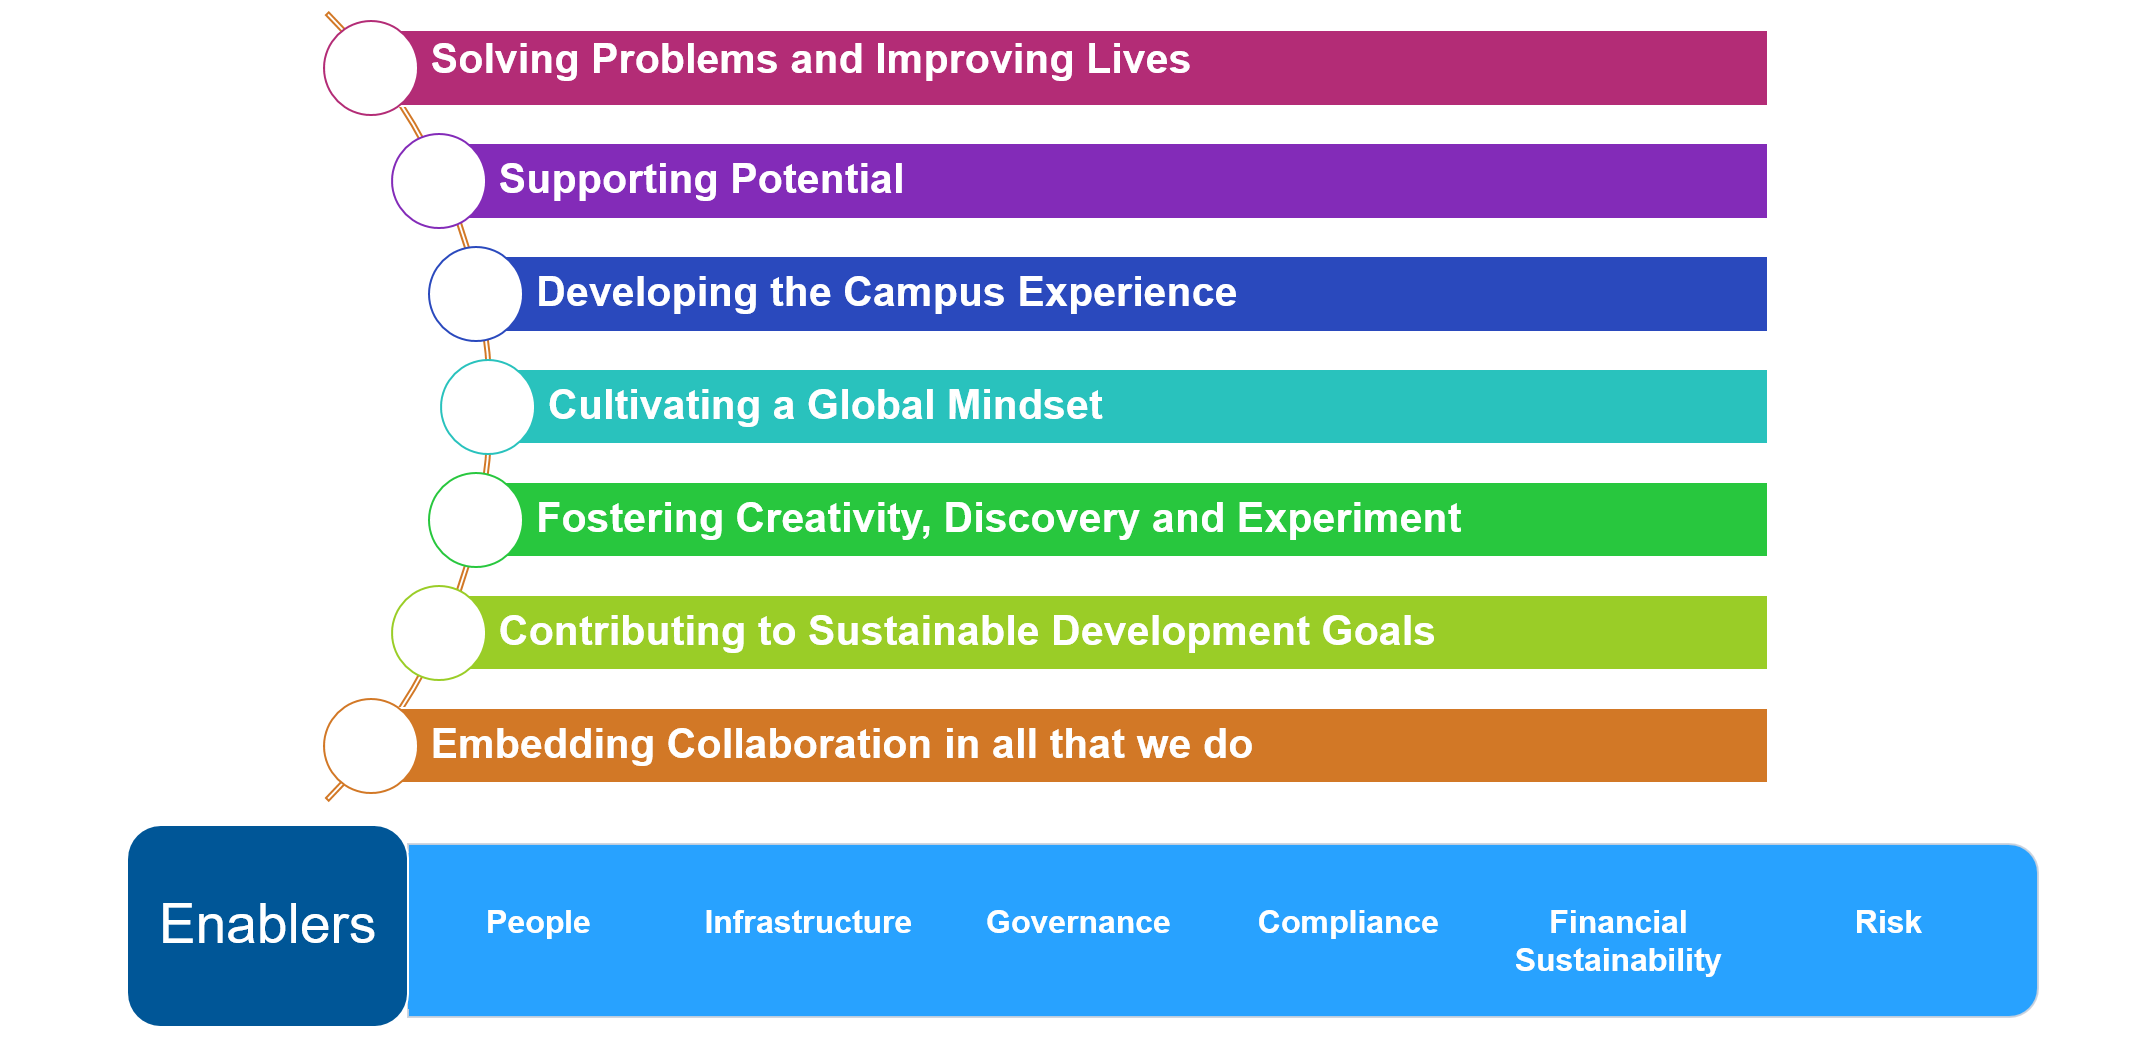 Solving Problems and Improving Lives
Supporting Potential
Developing the Campus Experience
Cultivating a Global Mindset
Fostering Creativity, Discovery and Experiment
Contributing to Sustainable Development Goals
Embedding Collaboration in all that we do
Enablers
People
Infrastructure
Governance
Compliance
Financial
Sustainability
Risk